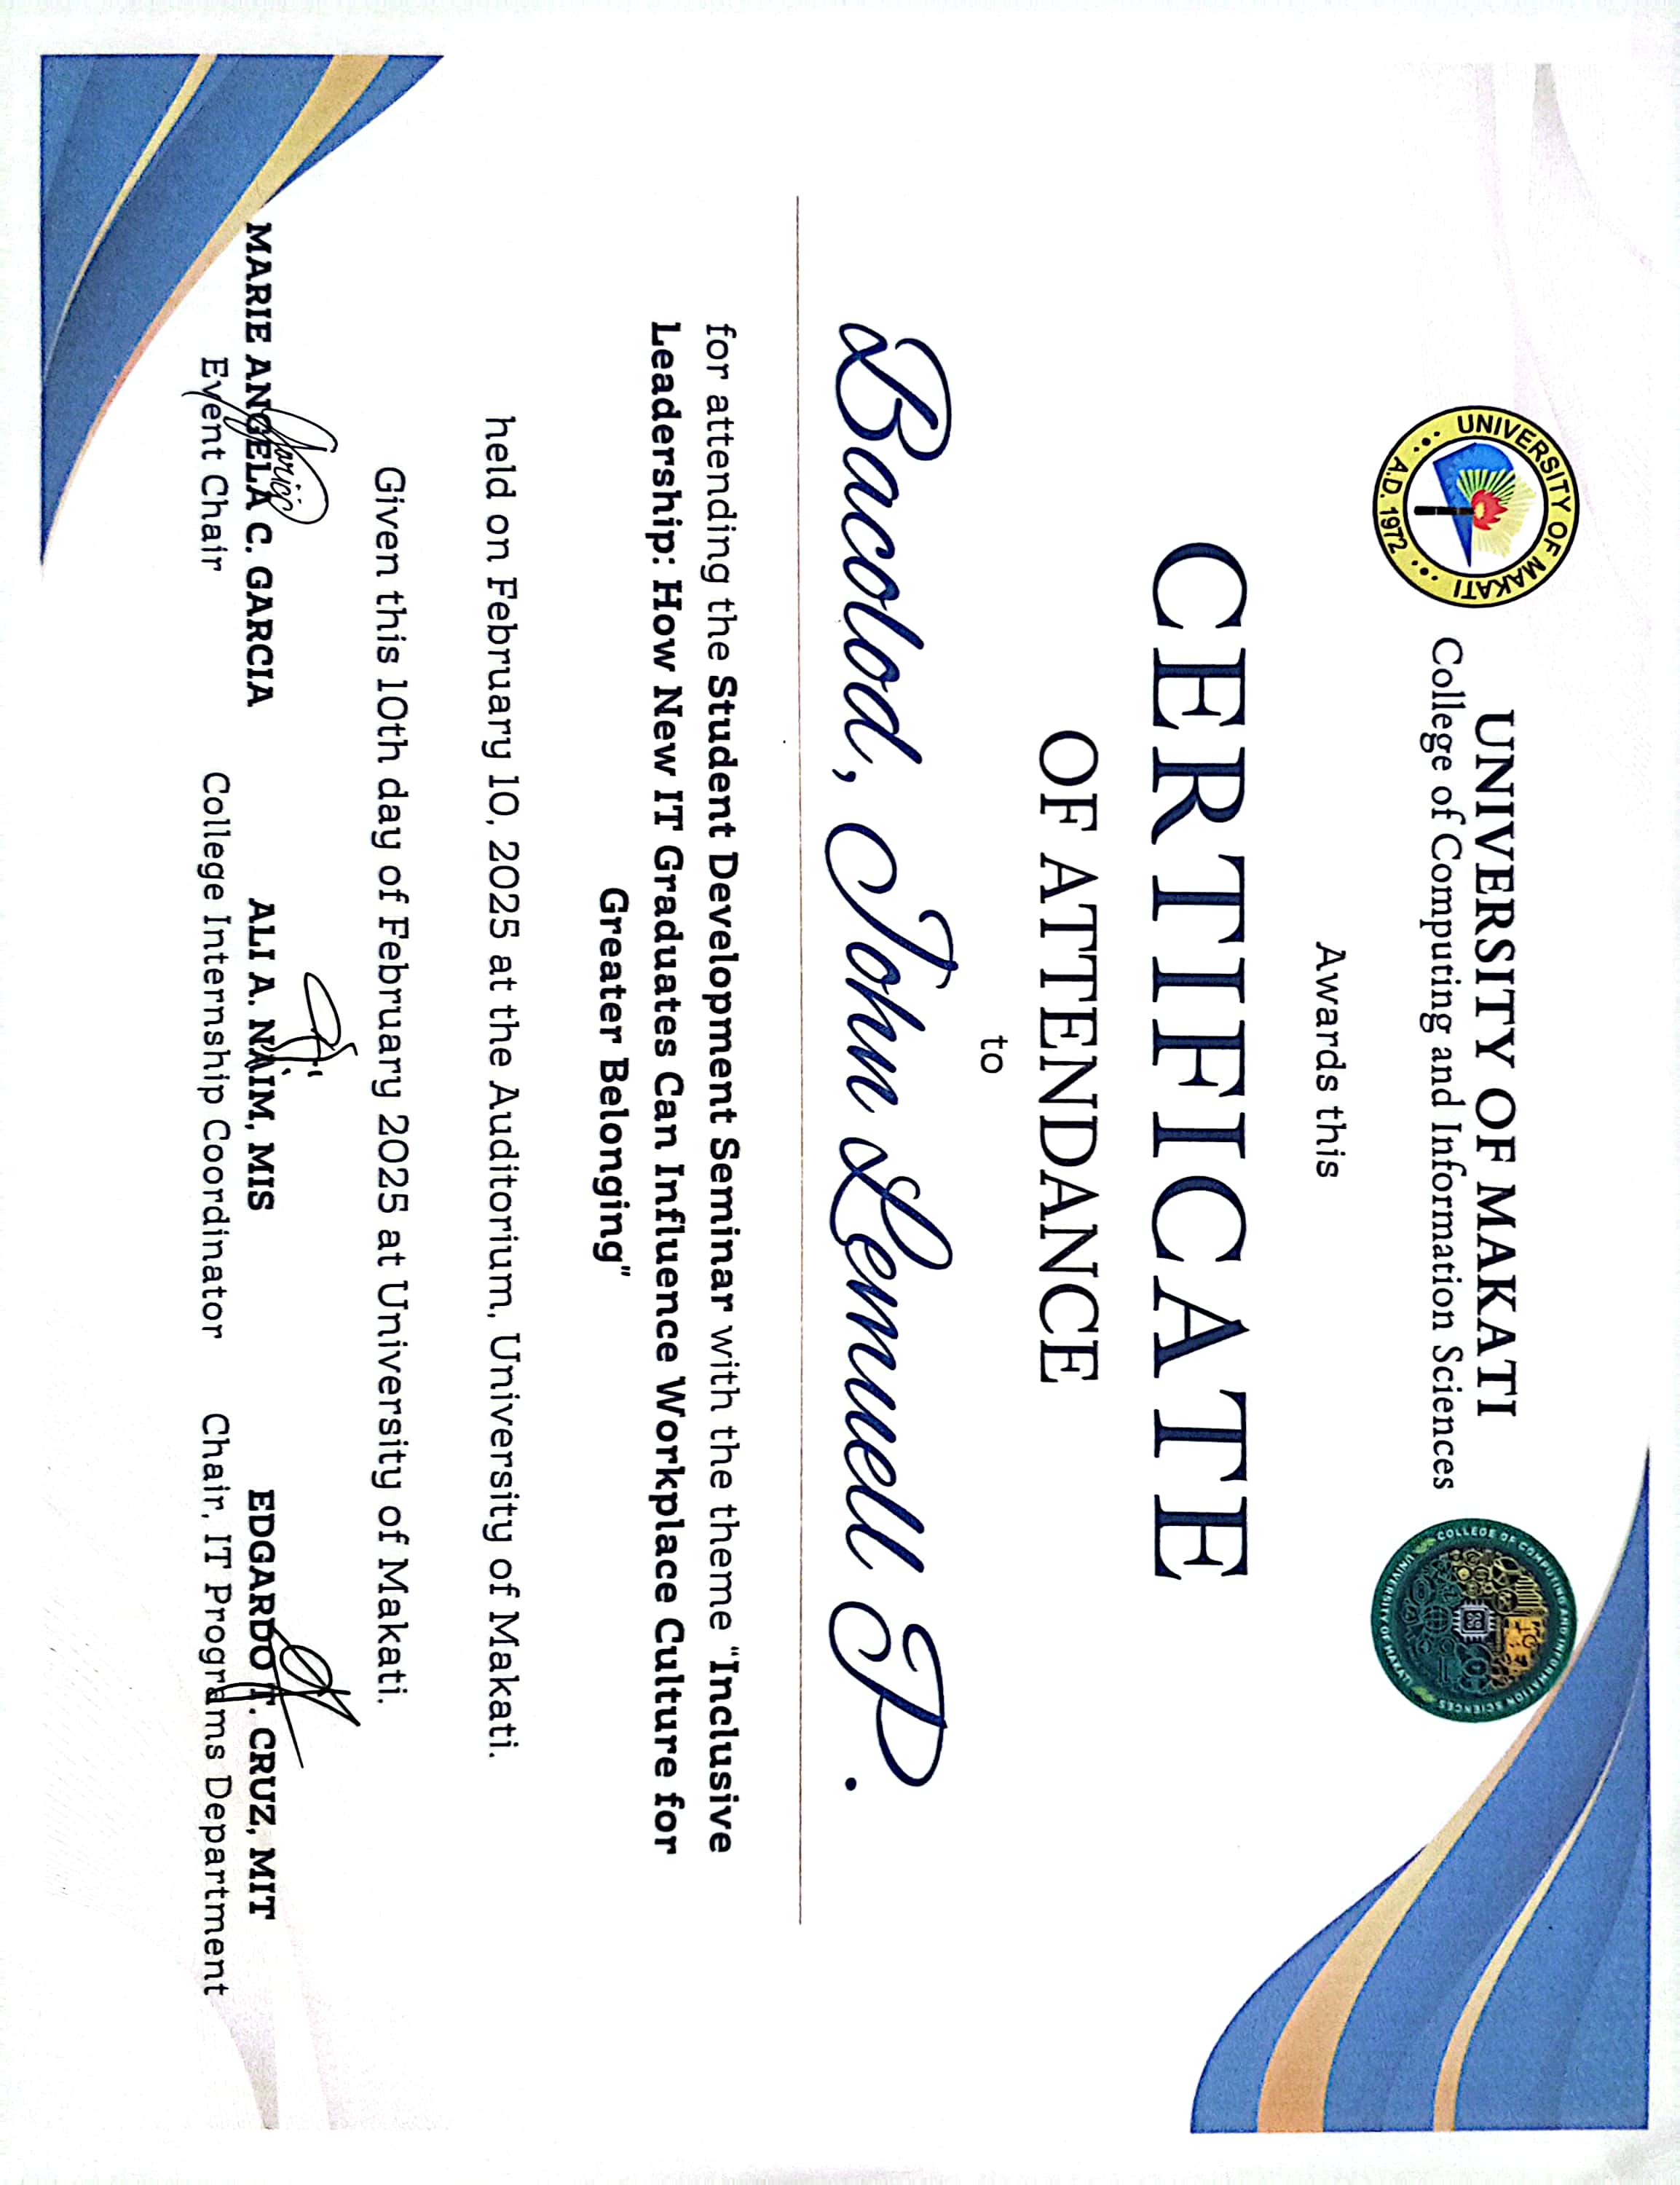 UNIVERSITY OF MAKATI
A.D. 1972
UNIVERSITY OF MAKATI
College of Computing and Information Sciences
COLLEGE OF COMPUTING AND INFORMATION SCIENCES
UNIVERSITY OF MAKATI
Awards this
CERTIFICATE
OF ATTENDANCE
to
Bacolod, John Lemuell P.
for attending the Student Development Seminar with the theme "Inclusive
Leadership: How New IT Graduates Can Influence Workplace Culture for
Greater Belonging"
held on February 10, 2025 at the Auditorium, University of Makati.
Given this 10th day of February 2025 at University of Makati.
MARIE ANGELA C. GARCIA
Event Chair
ALI A. NAIM, MIS
College Internship Coordinator
EDGARDO T. CRUZ, MIT
Chair, IT Programs Department